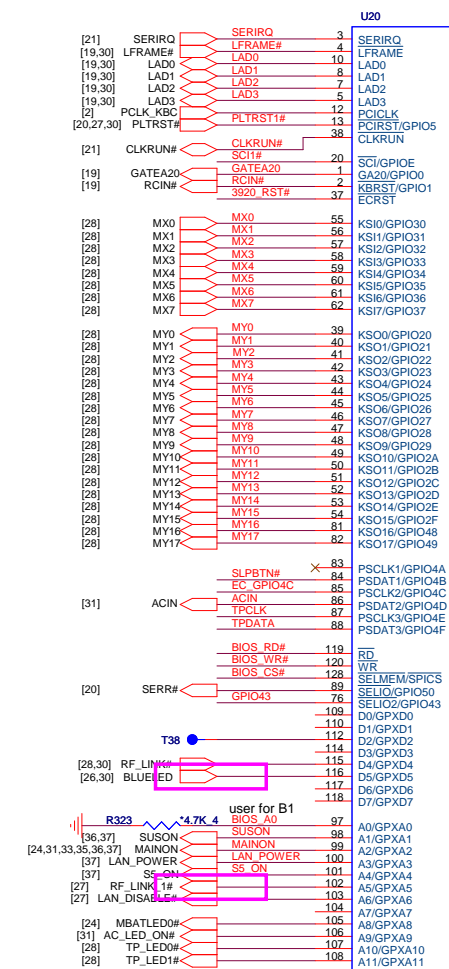 U20
[21] SERIRQ SERIRQ 3 SERIRQ
[19,30] LFRAME# LFRAME# 4 LFRAME
[19,30] LAD0 LAD0 10 LAD0
[19,30] LAD1 LAD1 8 LAD1
[19,30] LAD2 LAD2 7 LAD2
[19,30] LAD3 LAD3 5 LAD3
[2] PCLK_KBC 12 PCICLK
[20,27,30] PLTRST# PLTRST1# 13 PCIRST/GPIO5
38 CLKRUN
[21] CLKRUN# CLKRUN#
SCI1# 20 SCI/GPIOE
[19] GATEA20 GATEA20 1 GA20/GPIO0
[19] RCIN# RCIN# 2 KBRST/GPIO1
3920_RST# 37 ECRST
[28] MX0 MX0 55 KSI0/GPIO30
[28] MX1 MX1 56 KSI1/GPIO31
[28] MX2 MX2 57 KSI2/GPIO32
[28] MX3 MX3 58 KSI3/GPIO33
[28] MX4 MX4 59 KSI4/GPIO34
[28] MX5 MX5 60 KSI5/GPIO35
[28] MX6 MX6 61 KSI6/GPIO36
[28] MX7 MX7 62 KSI7/GPIO37
[28] MY0 MY0 39 KSO0/GPIO20
[28] MY1 MY1 40 KSO1/GPIO21
[28] MY2 MY2 41 KSO2/GPIO22
[28] MY3 MY3 42 KSO3/GPIO23
[28] MY4 MY4 43 KSO4/GPIO24
[28] MY5 MY5 44 KSO5/GPIO25
[28] MY6 MY6 45 KSO6/GPIO26
[28] MY7 MY7 46 KSO7/GPIO27
[28] MY8 MY8 47 KSO8/GPIO28
[28] MY9 MY9 48 KSO9/GPIO29
[28] MY10 MY10 49 KSO10/GPIO2A
[28] MY11 MY11 50 KSO11/GPIO2B
[28] MY12 MY12 51 KSO12/GPIO2C
[28] MY13 MY13 52 KSO13/GPIO2D
[28] MY14 MY14 53 KSO14/GPIO2E
[28] MY15 MY15 54 KSO15/GPIO2F
[28] MY16 MY16 81 KSO16/GPIO48
[28] MY17 MY17 82 KSO17/GPIO49
83 PSCLK1/GPIO4A
SLPBTN# 84 PSDAT1/GPIO4B
EC_GPIO4C 85 PSCLK2/GPIO4C
[31] ACIN ACIN 86 PSDAT2/GPIO4D
TPCLK 87 PSCLK3/GPIO4E
TPDATA 88 PSDAT3/GPIO4F
BIOS_RD# 119 RD
BIOS_WR# 120 WR
BIOS_CS# 128 SELMEM/SPICS
[20] SERR# 89 SELIO/GPIO50
GPIO43 76 SELIO2/GPIO43
109 D0/GPXD0
110 D1/GPXD1
T38 112 D2/GPXD2
114 D3/GPXD3
[28,30] RF_LINK# 115 D4/GPXD4
[26,30] BLUELED 116 D5/GPXD5
117 D6/GPXD6
118 D7/GPXD7
user for B1
R323 *4.7K_4 BIOS_A0 97 A0/GPXA0
[36,37] SUSON SUSON 98 A1/GPXA1
[24,31,33,35,36,37] MAINON MAINON 99 A2/GPXA2
[37] LAN_POWER LAN_POWER 100 A3/GPXA3
[37] S5_ON S5_ON 101 A4/GPXA4
[27] RF_LINK_1# 102 A5/GPXA5
[27] LAN_DISABLE# 103 A6/GPXA6
104 A7/GPXA7
[24] MBATLED0# 105 A8/GPXA8
[31] AC_LED_ON# 106 A9/GPXA9
[28] TP_LED0# 107 A10/GPXA10
[28] TP_LED1# 108 A11/GPXA11